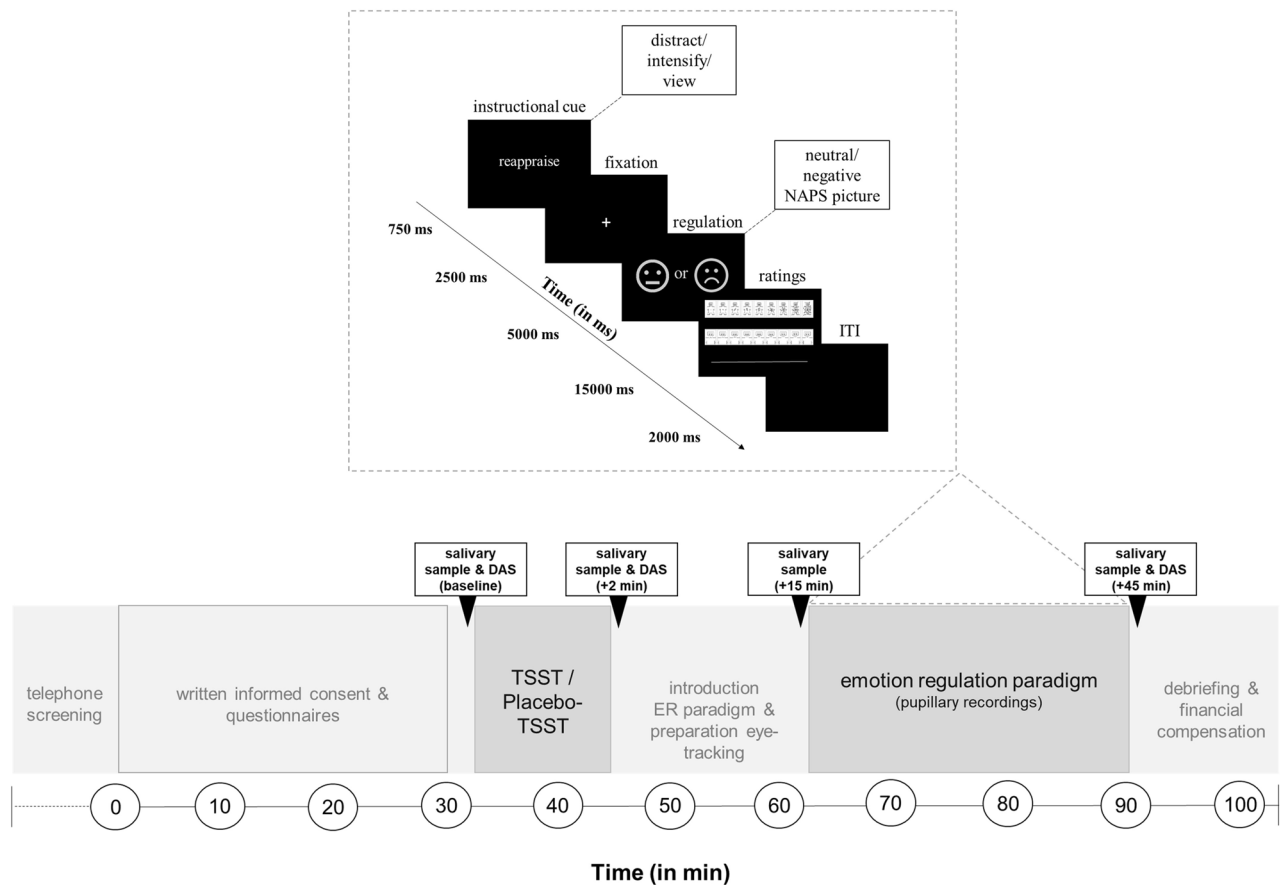 distract/
intensify/
view
instructional cue
reappraise
fixation
+
neutral/
negative
NAPS picture
regulation
or
ratings
ITI
750 ms
2500 ms
5000 ms
15000 ms
2000 ms
Time (in ms)
salivary
sample & DAS
(baseline)
salivary
sample & DAS
(+2 min)
salivary
sample
(+15 min)
salivary
sample & DAS
(+45 min)
telephone
screening
written informed consent &
questionnaires
TSST /
Placebo-
TSST
introduction
ER paradigm &
preparation eye-
tracking
emotion regulation paradigm
(pupillary recordings)
debriefing &
financial
compensation
0 10 20 30 40 50 60 70 80 90 100
Time (in min)